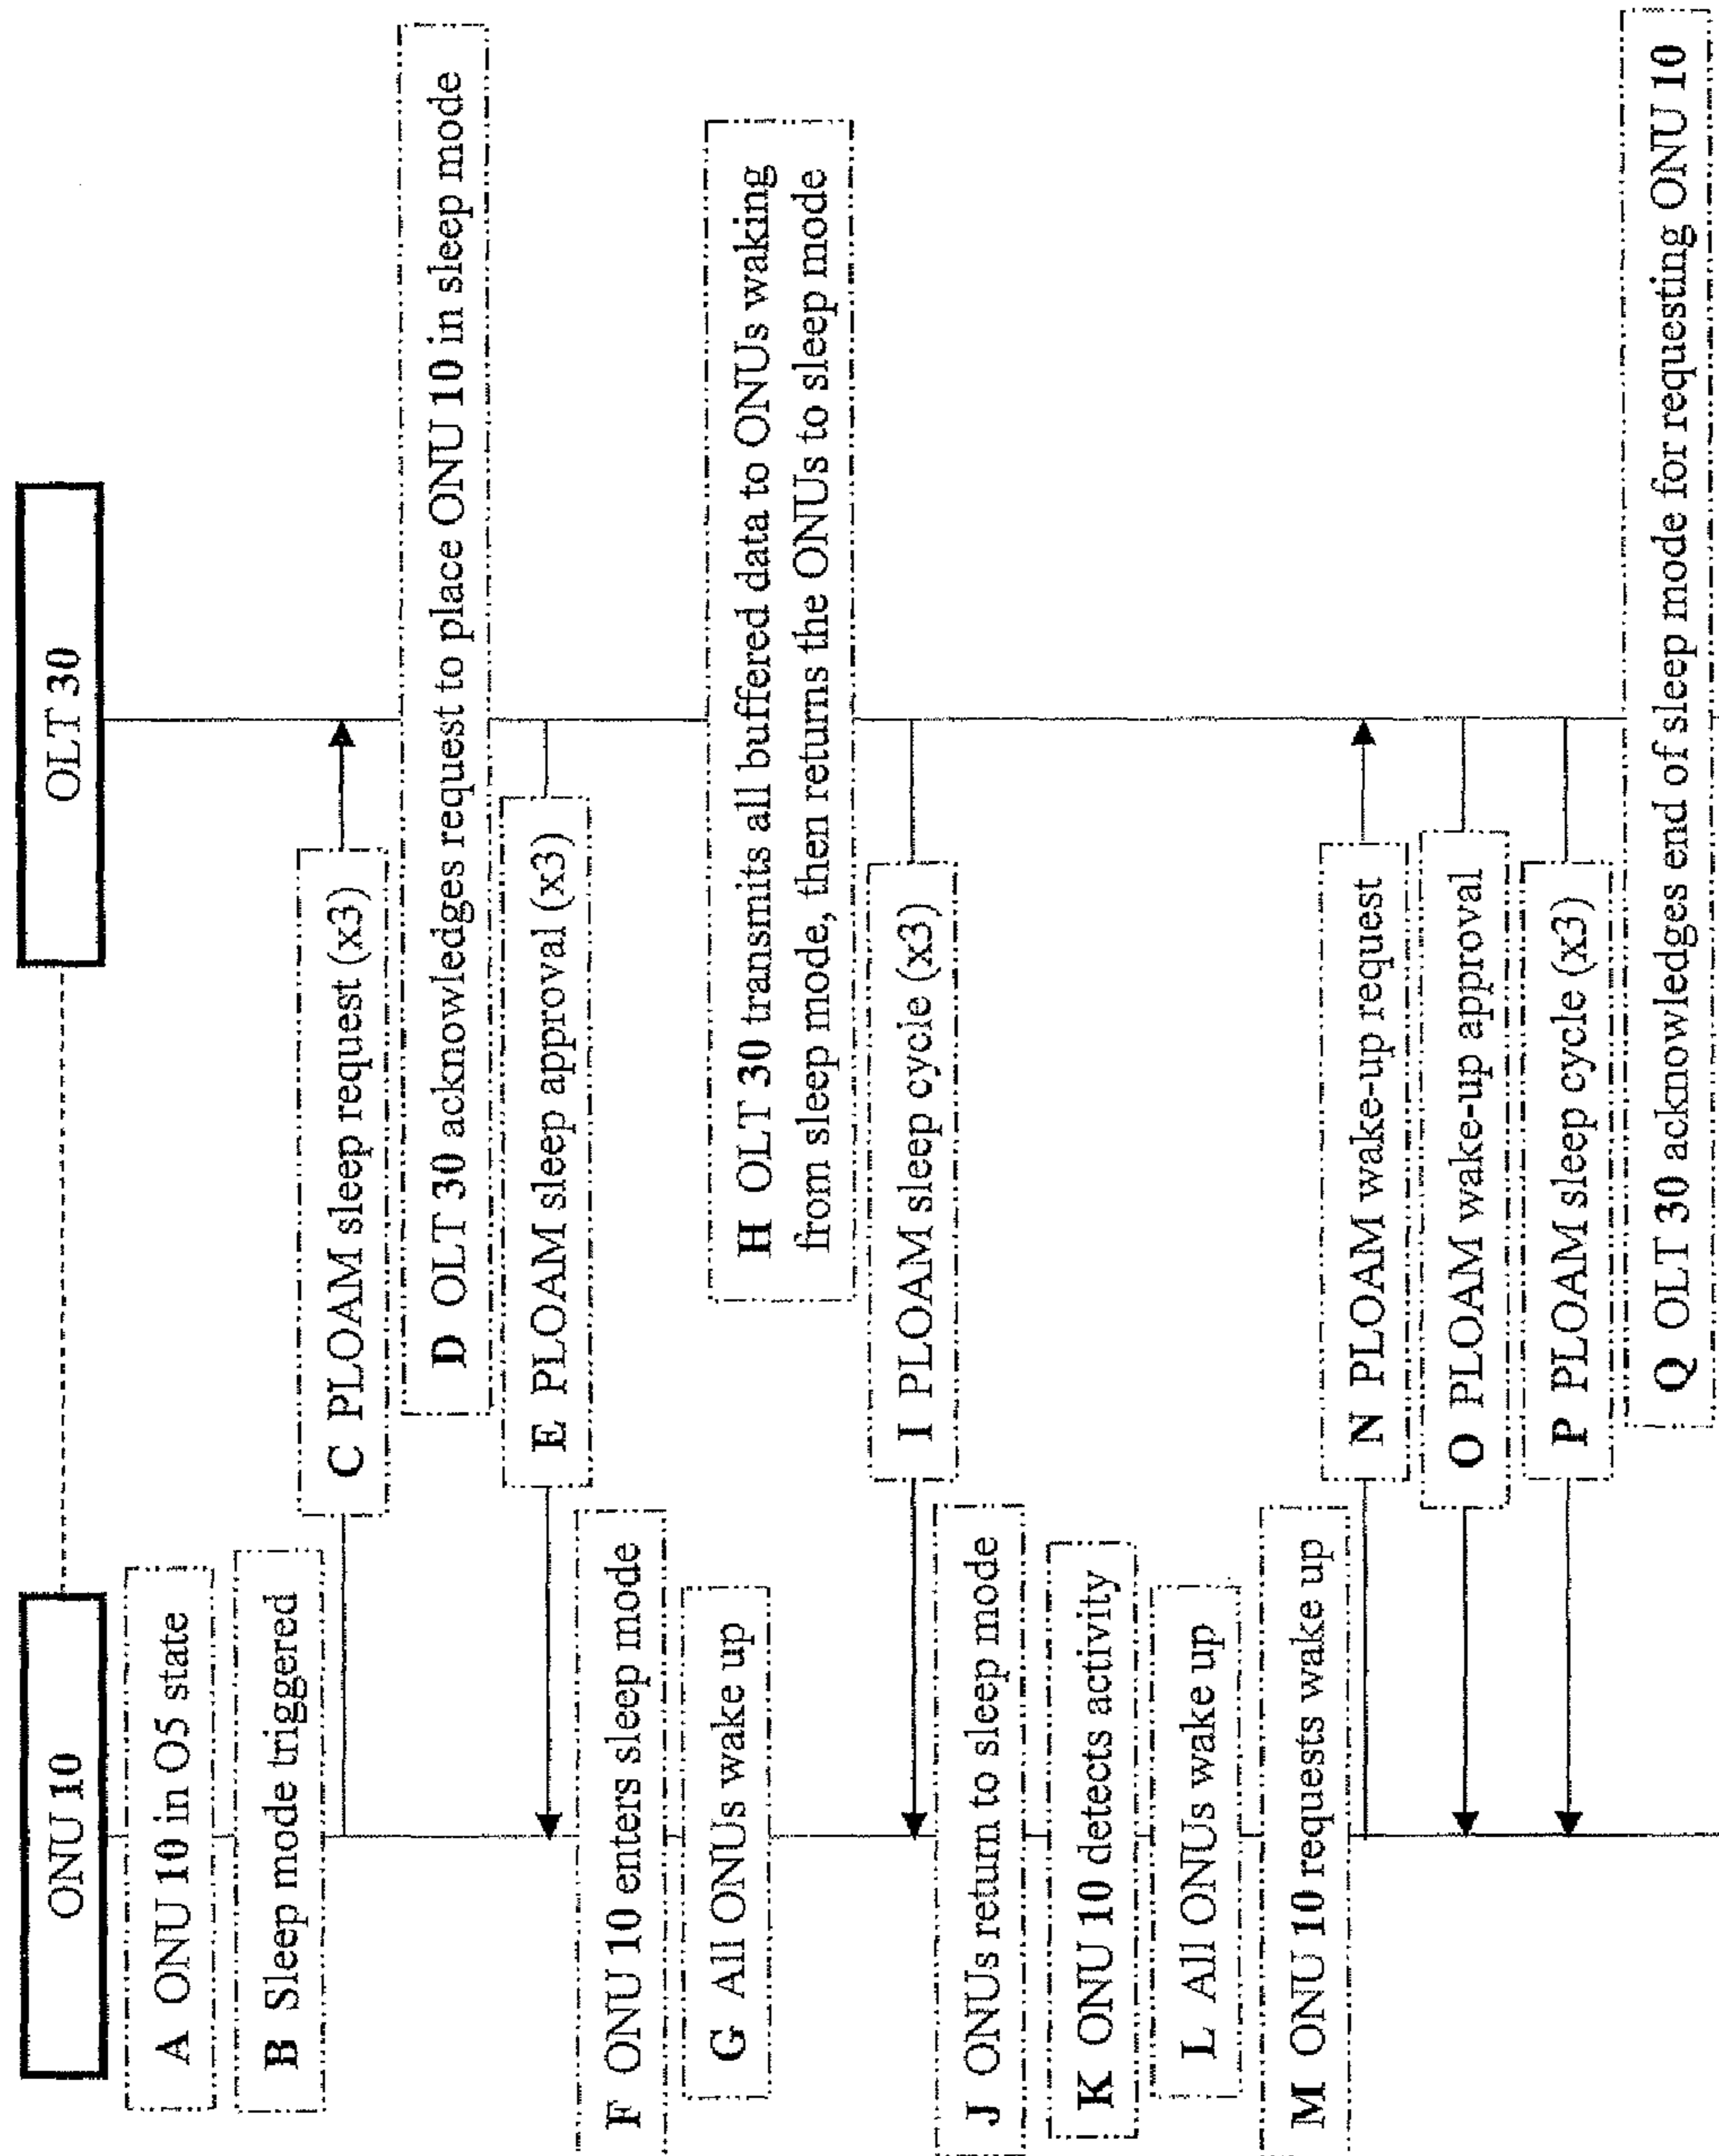 ONU 10
OLT 30
A ONU 10 in O5 state
B Sleep mode triggered
C PLOAM sleep request (x3)
D OLT 30 acknowledges request to place ONU 10 in sleep mode
E PLOAM sleep approval (x3)
F ONU 10 enters sleep mode
G All ONUs wake up
H OLT 30 transmits all buffered data to ONUs waking
from sleep mode, then returns the ONUs to sleep mode
I PLOAM sleep cycle (x3)
J ONUs return to sleep mode
K ONU 10 detects activity
L All ONUs wake up
M ONU 10 requests wake up
N PLOAM wake-up request
O PLOAM wake-up approval
P PLOAM sleep cycle (x3)
Q OLT 30 acknowledges end of sleep mode for requesting ONU 10